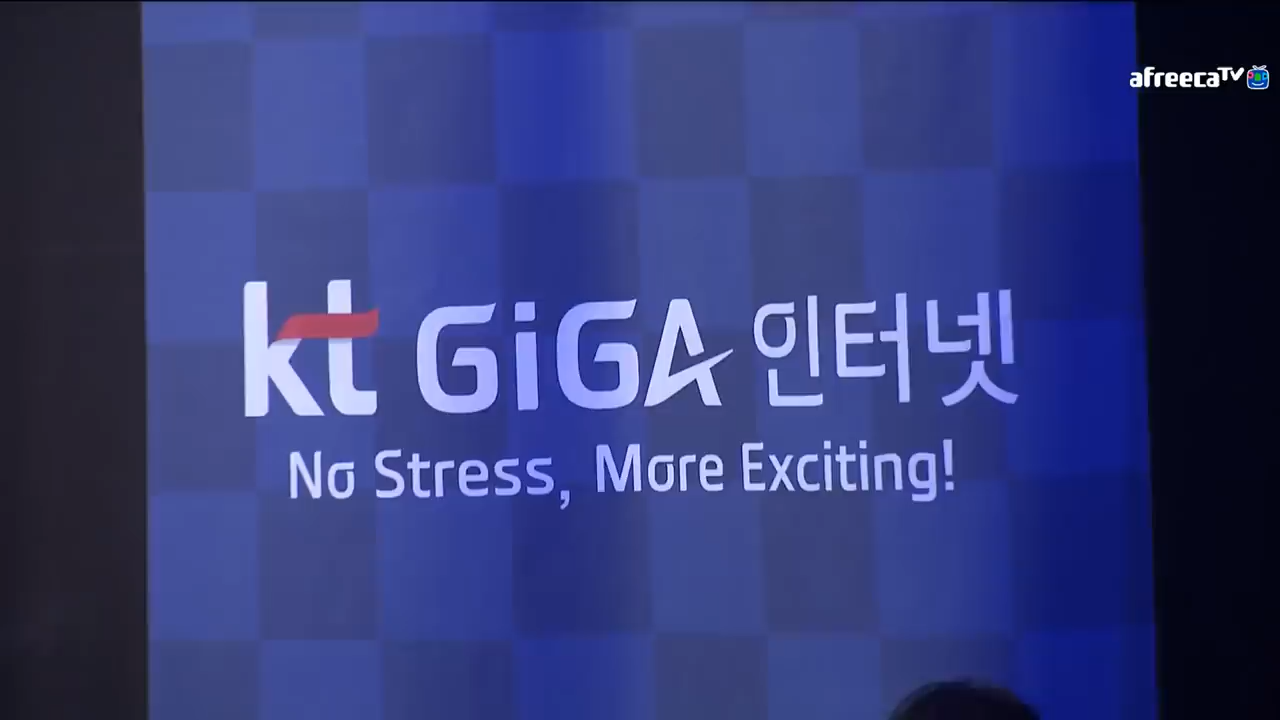 afreecaTV
kt GiGA 인터넷
No Stress, More Exciting!